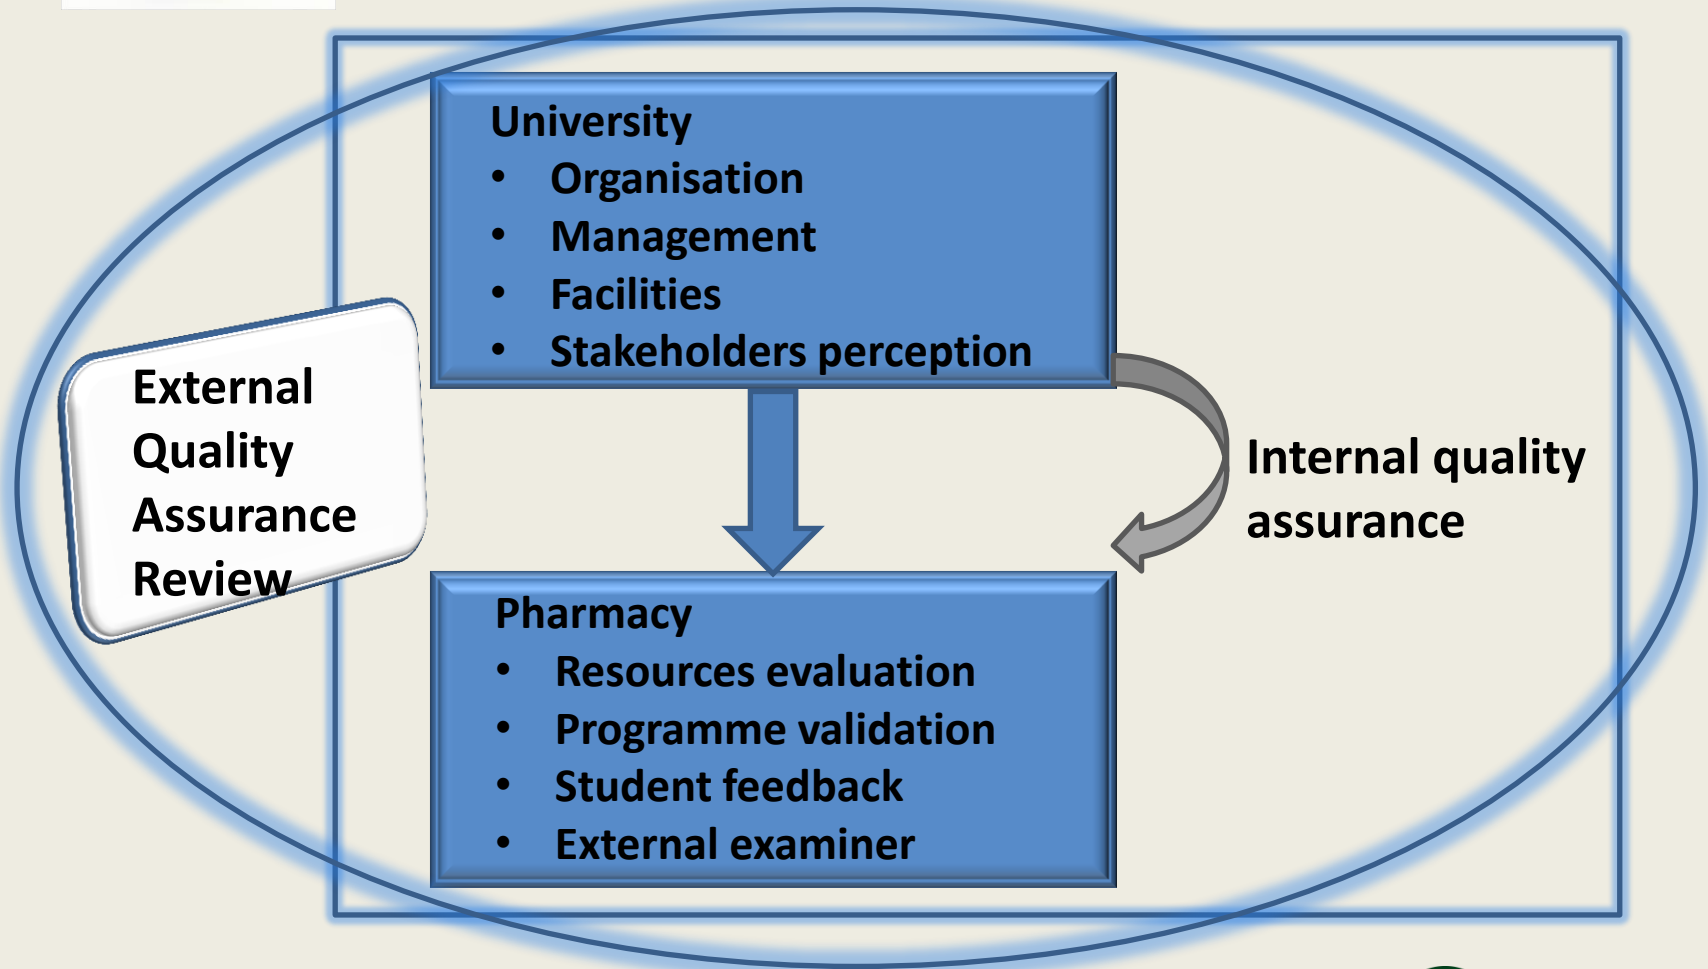 University
• Organisation
• Management
• Facilities
• Stakeholders perception
External
Quality
Assurance
Review
Internal quality
assurance
Pharmacy
• Resources evaluation
• Programme validation
• Student feedback
• External examiner